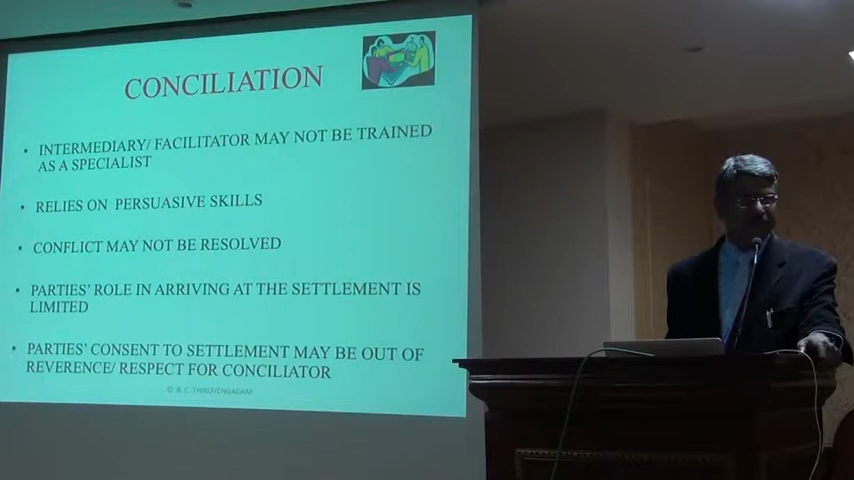 CONCILIATION
• INTERMEDIARY/ FACILITATOR MAY NOT BE TRAINED
AS A SPECIALIST
• RELIES ON PERSUASIVE SKILLS
• CONFLICT MAY NOT BE RESOLVED
• PARTIES' ROLE IN ARRIVING AT THE SETTLEMENT IS
LIMITED
• PARTIES' CONSENT TO SETTLEMENT MAY BE OUT OF
REVERENCE/ RESPECT FOR CONCILIATOR
© B C THIRUVENGADAM